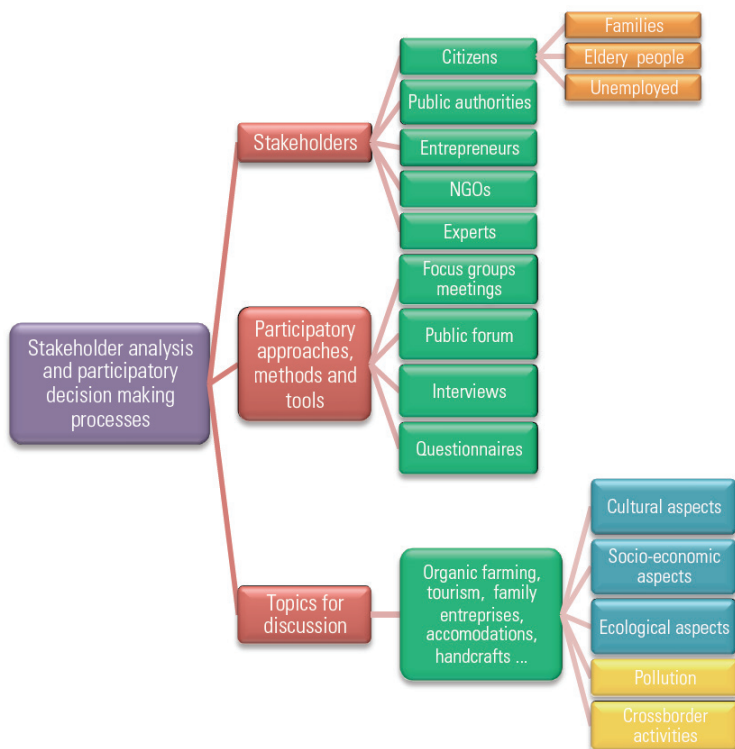 Stakeholder analysis
and participatory
decision making
processes
Stakeholders
Citizens
Families
Eldery people
Unemployed
Public authorities
Entrepreneurs
NGOs
Experts
Participatory
approaches,
methods and
tools
Focus groups
meetings
Public forum
Interviews
Questionnaires
Topics for
discussion
Organic farming,
tourism, family
entreprises,
accomodations,
handcrafts ...
Cultural aspects
Socio-economic
aspects
Ecological aspects
Pollution
Crossborder
activities